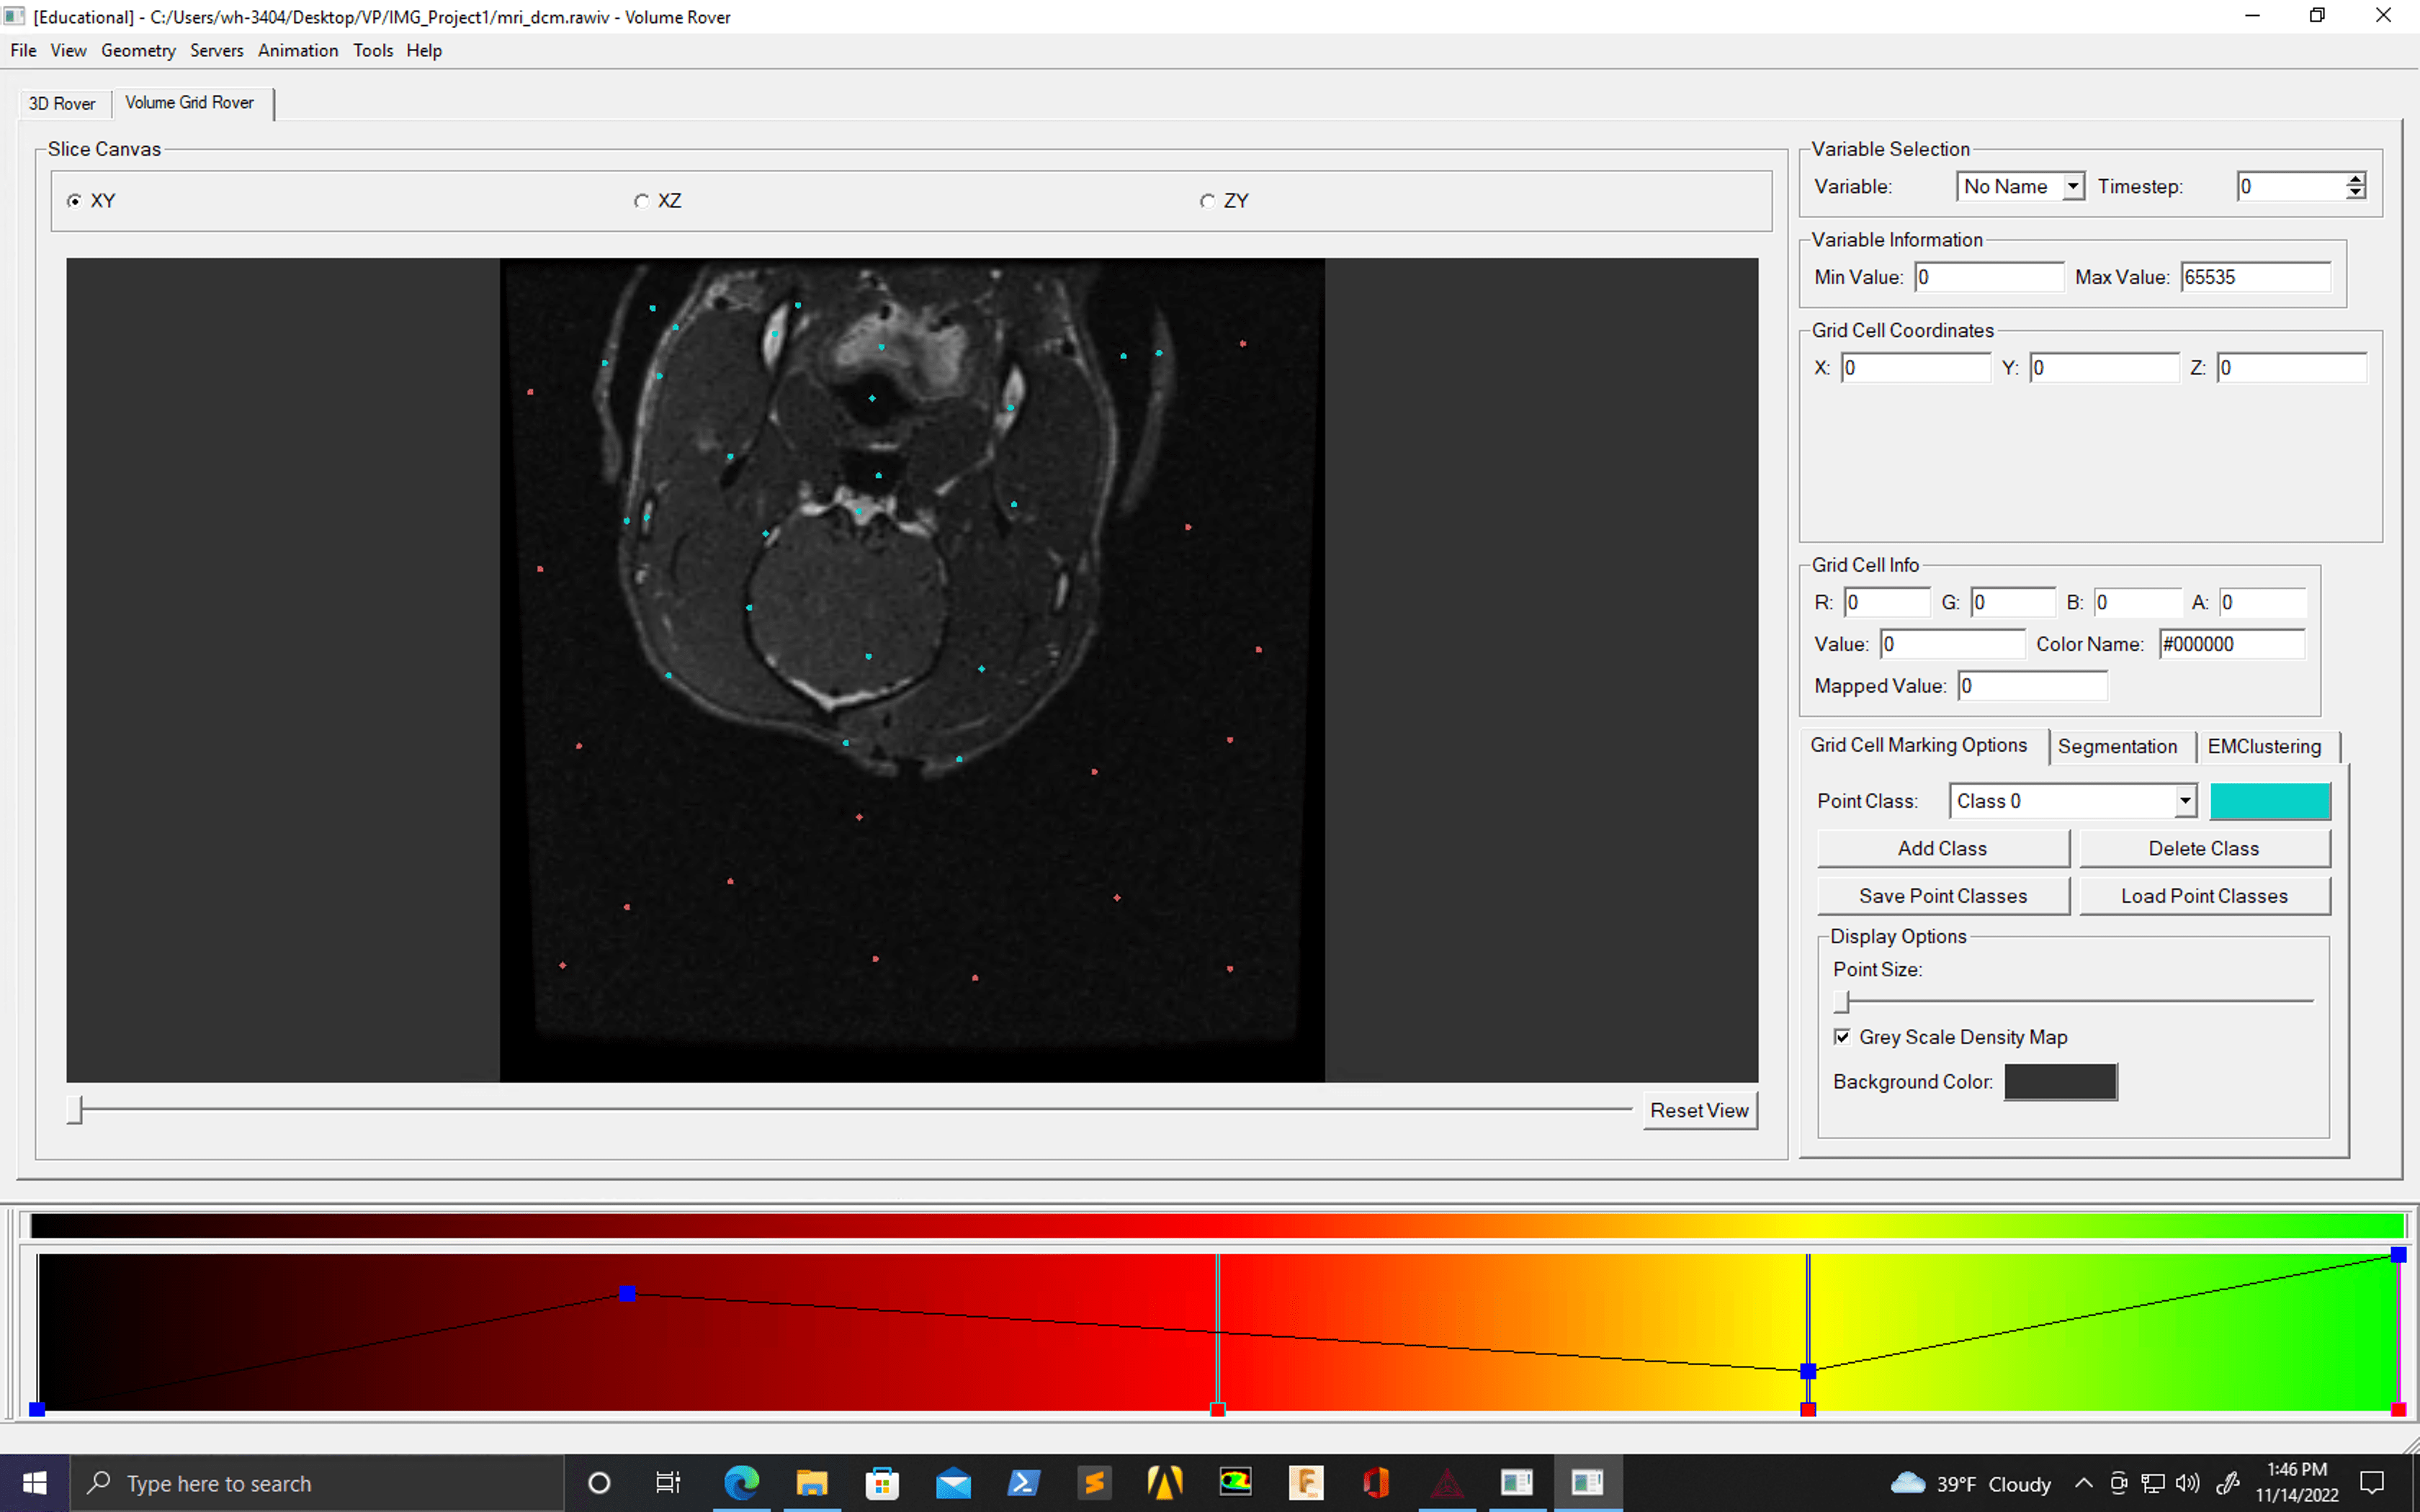 [Educational] - C:/Users/wh-3404/Desktop/VP/IMG_Project1/mri_dcm.rawiv - Volume Rover
File View Geometry Servers Animation Tools Help
3D Rover Volume Grid Rover
Slice Canvas
XY XZ ZY
Reset View
Variable Selection
Variable: No Name Timestep: 0
Variable Information
Min Value: 0 Max Value: 65535
Grid Cell Coordinates
X: 0 Y: 0 Z: 0
Grid Cell Info
R: 0 G: 0 B: 0 A: 0
Value: 0 Color Name: #000000
Mapped Value: 0
Grid Cell Marking Options Segmentation EMClustering
Point Class: Class 0
Add Class Delete Class
Save Point Classes Load Point Classes
Display Options
Point Size:
Grey Scale Density Map
Background Color:
Type here to search
39°F Cloudy
1:46 PM
11/14/2022